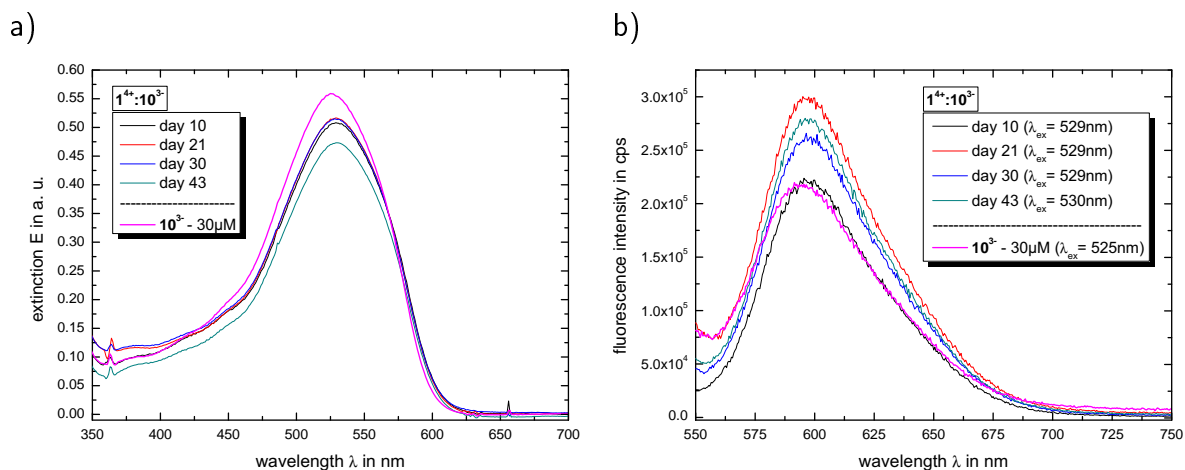 a)
0.60
0.55
0.50
0.45
0.40
0.35
0.30
0.25
0.20
0.15
0.10
0.05
0.00
extinction E in a. u.
1⁴⁺:10³⁻
day 10
day 21
day 30
day 43
10³⁻ - 30µM
350 400 450 500 550 600 650 700
wavelength λ in nm
b)
3.0x10⁵
2.5x10⁵
2.0x10⁵
1.5x10⁵
1.0x10⁵
5.0x10⁴
0.0
fluorescence intensity in cps
1⁴⁺:10³⁻
day 10 (λₑₓ= 529nm)
day 21 (λₑₓ= 529nm)
day 30 (λₑₓ= 529nm)
day 43 (λₑₓ= 530nm)
10³⁻ - 30µM (λₑₓ = 525nm)
550 575 600 625 650 675 700 725 750
wavelength λ in nm